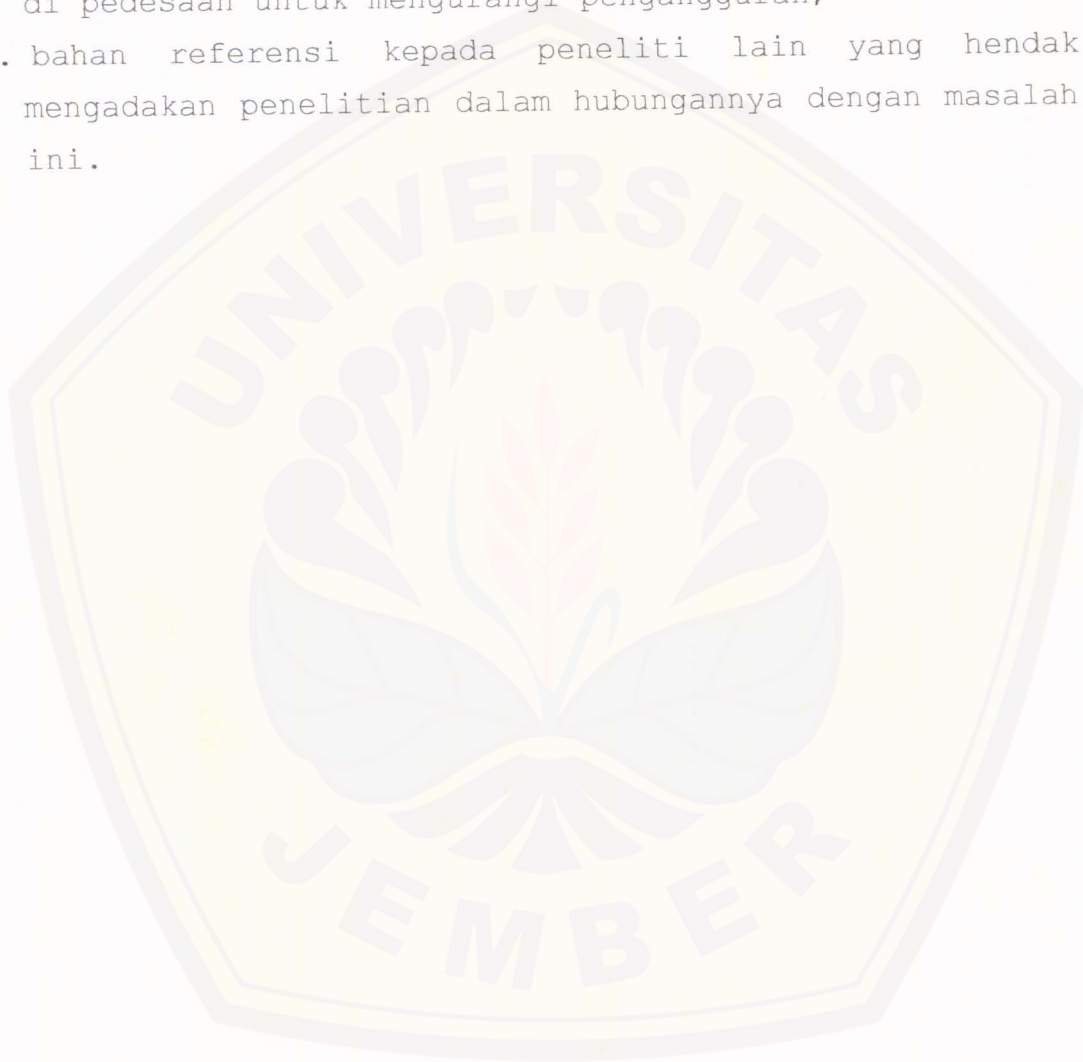 di pedesaan untuk mengurangi pengangguran;
. bahan referensi kepada peneliti lain yang hendak
mengadakan penelitian dalam hubungannya dengan masalah
ini.
UNIVERSITAS
JEMBER